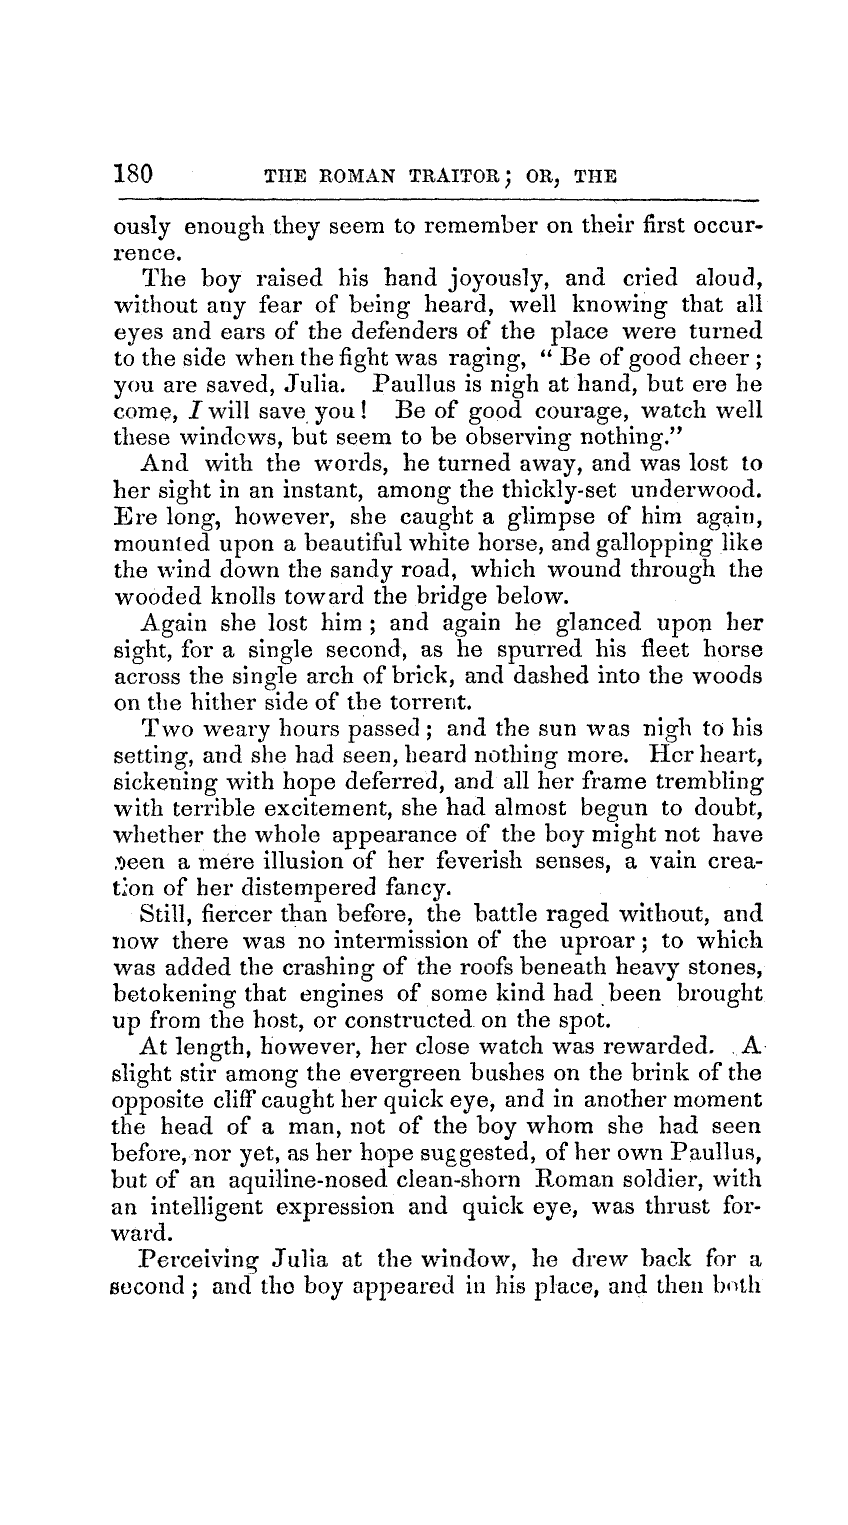 180 THE ROMAN TRAITOR; OR, THE
ously enough they seem to remember on their first occur-
rence.
The boy raised his hand joyously, and cried aloud,
without any fear of being heard, well knowing that all
eyes and ears of the defenders of the place were turned
to the side when the fight was raging, “ Be of good cheer ;
you are saved, Julia. Paullus is nigh at hand, but ere he
come, I will save you ! Be of good courage, watch well
these windows, but seem to be observing nothing.”
And with the words, he turned away, and was lost to
her sight in an instant, among the thickly-set underwood.
Ere long, however, she caught a glimpse of him again,
mounted upon a beautiful white horse, and gallopping like
the wind down the sandy road, which wound through the
wooded knolls toward the bridge below.
Again she lost him ; and again he glanced upon her
sight, for a single second, as he spurred his fleet horse
across the single arch of brick, and dashed into the woods
on the hither side of the torrent.
Two weary hours passed ; and the sun was nigh to his
setting, and she had seen, heard nothing more. Her heart,
sickening with hope deferred, and all her frame trembling
with terrible excitement, she had almost begun to doubt,
whether the whole appearance of the boy might not have
been a mere illusion of her feverish senses, a vain crea-
tion of her distempered fancy.
Still, fiercer than before, the battle raged without, and
now there was no intermission of the uproar ; to which
was added the crashing of the roofs beneath heavy stones,
betokening that engines of some kind had been brought
up from the host, or constructed on the spot.
At length, however, her close watch was rewarded. A
slight stir among the evergreen bushes on the brink of the
opposite cliff caught her quick eye, and in another moment
the head of a man, not of the boy whom she had seen
before, nor yet, as her hope suggested, of her own Paullus,
but of an aquiline-nosed clean-shorn Roman soldier, with
an intelligent expression and quick eye, was thrust for-
ward.
Perceiving Julia at the window, he drew back for a
second ; and the boy appeared in his place, and then both